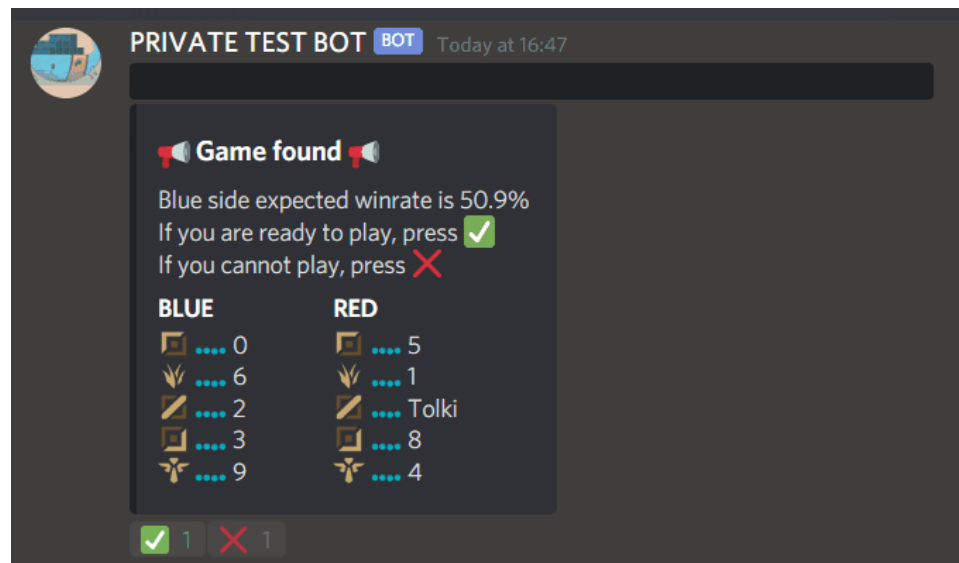 PRIVATE TEST BOT BOT Today at 16:47
Game found
Blue side expected winrate is 50.9%
If you are ready to play, press ✅
If you cannot play, press ❌
BLUE RED
.... 0 .... 5
.... 6 .... 1
.... 2 .... Tolki
.... 3 .... 8
.... 9 .... 4
✅ 1 ❌ 1